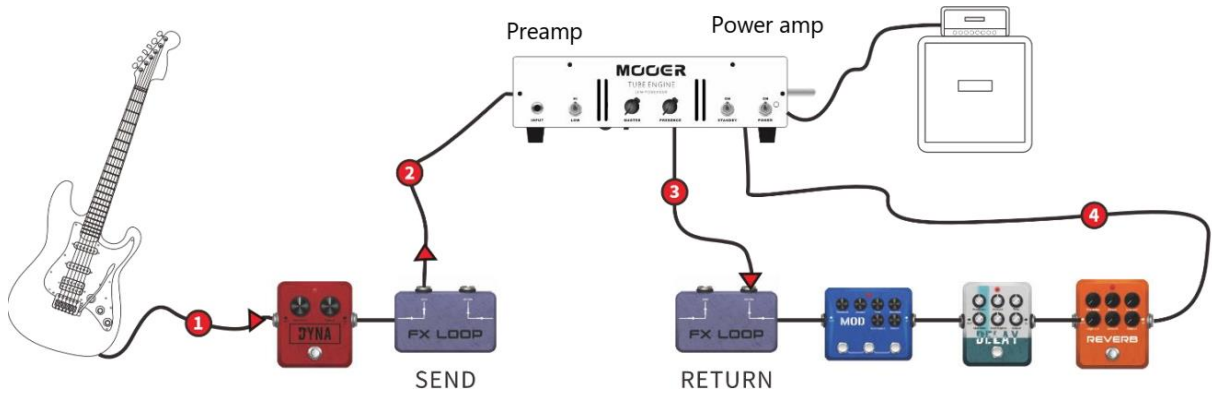 Preamp
Power amp
MOOER
TUBE ENGINE
INPUT
LOW
MASTER
PRESENCE
STANDBY
POWER
2
3
4
1
DYNA
FX LOOP
FX LOOP
MOD
DELAY
REVERB
SEND
RETURN